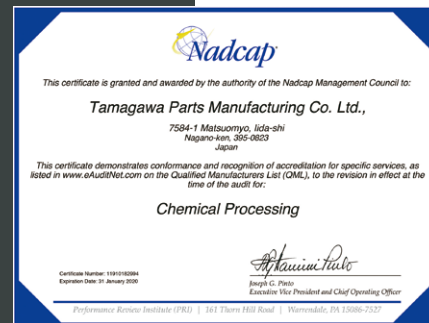 Nadcap
This certificate is granted and awarded by the authority of the Nadcap Management Council to:
Tamagawa Parts Manufacturing Co. Ltd.,
7584-1 Matsuomyo, Iida-shi
Nagano-ken, 395-0823
Japan
This certificate demonstrates conformance and recognition of accreditation for specific services, as
listed in www.eAuditNet.com on the Qualified Manufacturers List (QML), to the revision in effect at the
time of the audit for:
Chemical Processing
Certificate Number: 11910182994
Expiration Date: 31 January 2020
Joseph G. Pinto
Executive Vice President and Chief Operating Officer
Performance Review Institute (PRI) | 161 Thorn Hill Road | Warrendale, PA 15086-7527